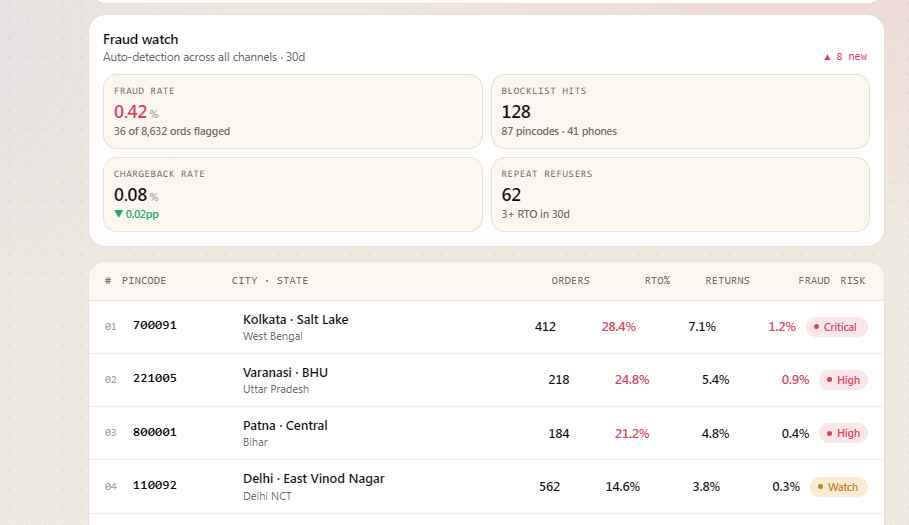 Fraud watch
Auto-detection across all channels · 30d
▲ 8 new
FRAUD RATE
0.42%
36 of 8,632 ords flagged
BLOCKLIST HITS
128
87 pincodes · 41 phones
CHARGEBACK RATE
0.08%
▼ 0.02pp
REPEAT REFUSERS
62
3+ RTO in 30d
# PINCODE CITY · STATE ORDERS RTO% RETURNS FRAUD RISK
01 700091 Kolkata · Salt Lake 412 28.4% 7.1% 1.2% Critical
West Bengal
02 221005 Varanasi · BHU 218 24.8% 5.4% 0.9% High
Uttar Pradesh
03 800001 Patna · Central 184 21.2% 4.8% 0.4% High
Bihar
04 110092 Delhi · East Vinod Nagar 562 14.6% 3.8% 0.3% Watch
Delhi NCT